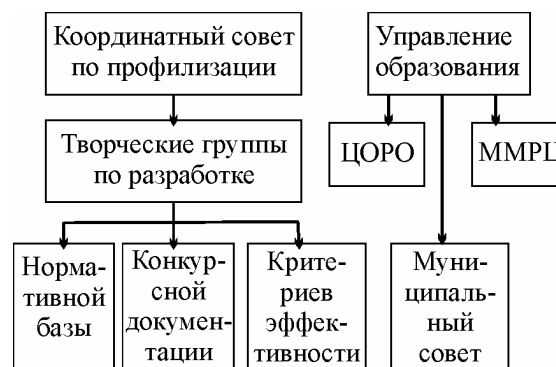 Координатный совет
по профилизации
Управление
образования
Творческие группы
по разработке
ЦОРО
ММРЦ
Норма-
тивной
базы
Конкур-
сной
докумен-
тации
Крите-
риев
эффек-
тивности
Муни-
ципаль-
ный
совет